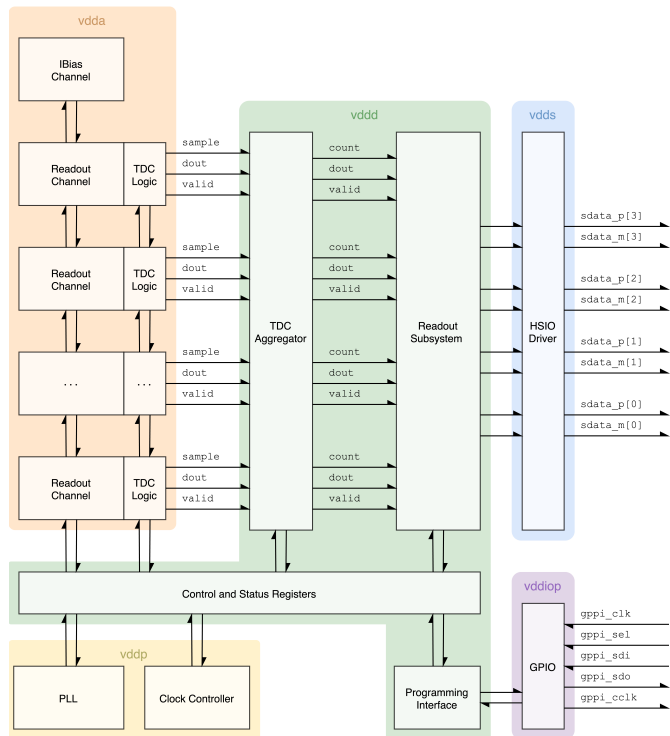 vdda
IBias
Channel
vddd
vdds
Readout
Channel
TDC
Logic
sample
dout
valid
count
dout
valid
sdata_p[3]
sdata_m[3]
Readout
Channel
TDC
Logic
sample
dout
valid
count
dout
valid
sdata_p[2]
sdata_m[2]
TDC
Aggregator
Readout
Subsystem
HSIO
Driver
...
...
sample
dout
valid
count
dout
valid
sdata_p[1]
sdata_m[1]
sdata_p[0]
sdata_m[0]
Readout
Channel
TDC
Logic
sample
dout
valid
count
dout
valid
Control and Status Registers
vddiop
gppi_clk
gppi_sel
gppi_sdi
gppi_sdo
gppi_cclk
GPIO
vddp
PLL
Clock Controller
Programming
Interface